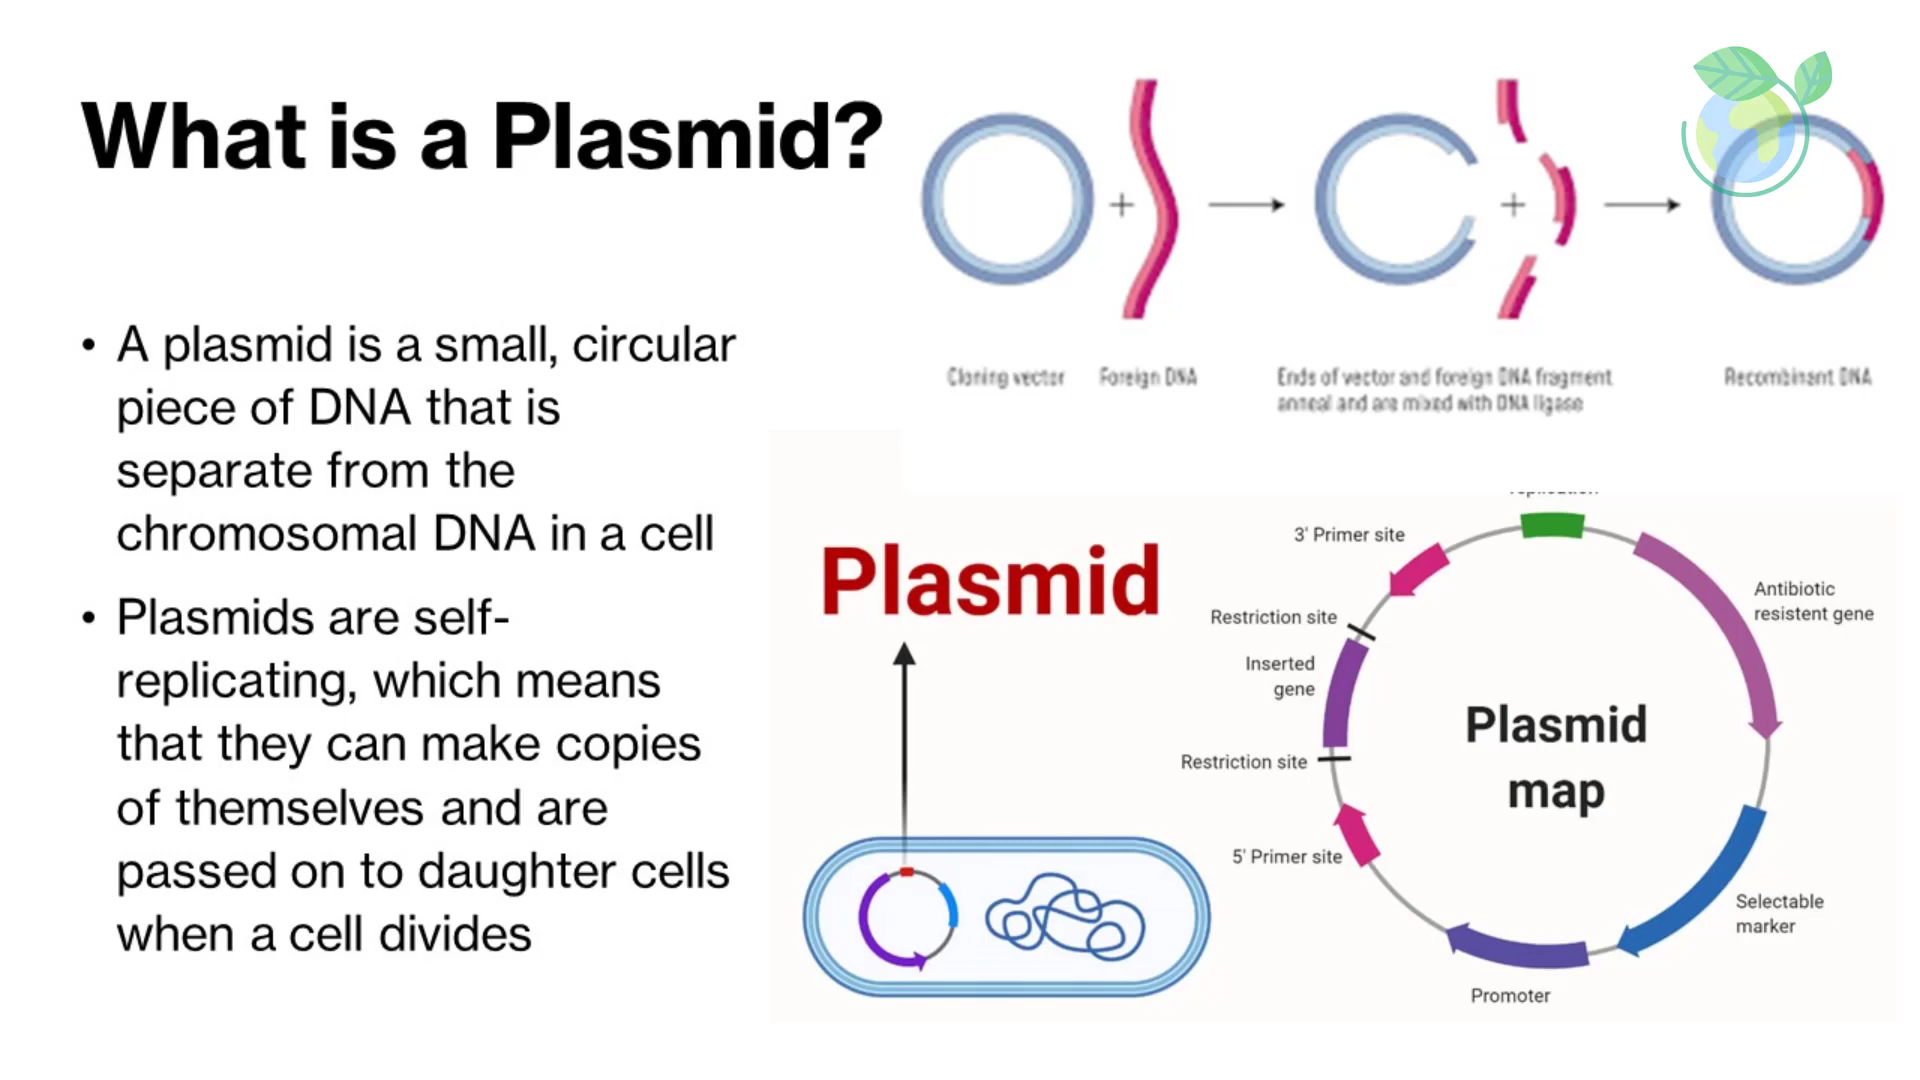 What is a Plasmid?
• A plasmid is a small, circular
piece of DNA that is
separate from the
chromosomal DNA in a cell
• Plasmids are self-
replicating, which means
that they can make copies
of themselves and are
passed on to daughter cells
when a cell divides
+
+
Cloning vector
Foreign DNA
Ends of vector and foreign DNA fragment
anneal and are mixed with DNA ligase
Recombinant DNA
Plasmid
3' Primer site
Restriction site
Inserted
gene
Restriction site
5' Primer site
Promoter
Selectable
marker
Antibiotic
resistent gene
Plasmid
map